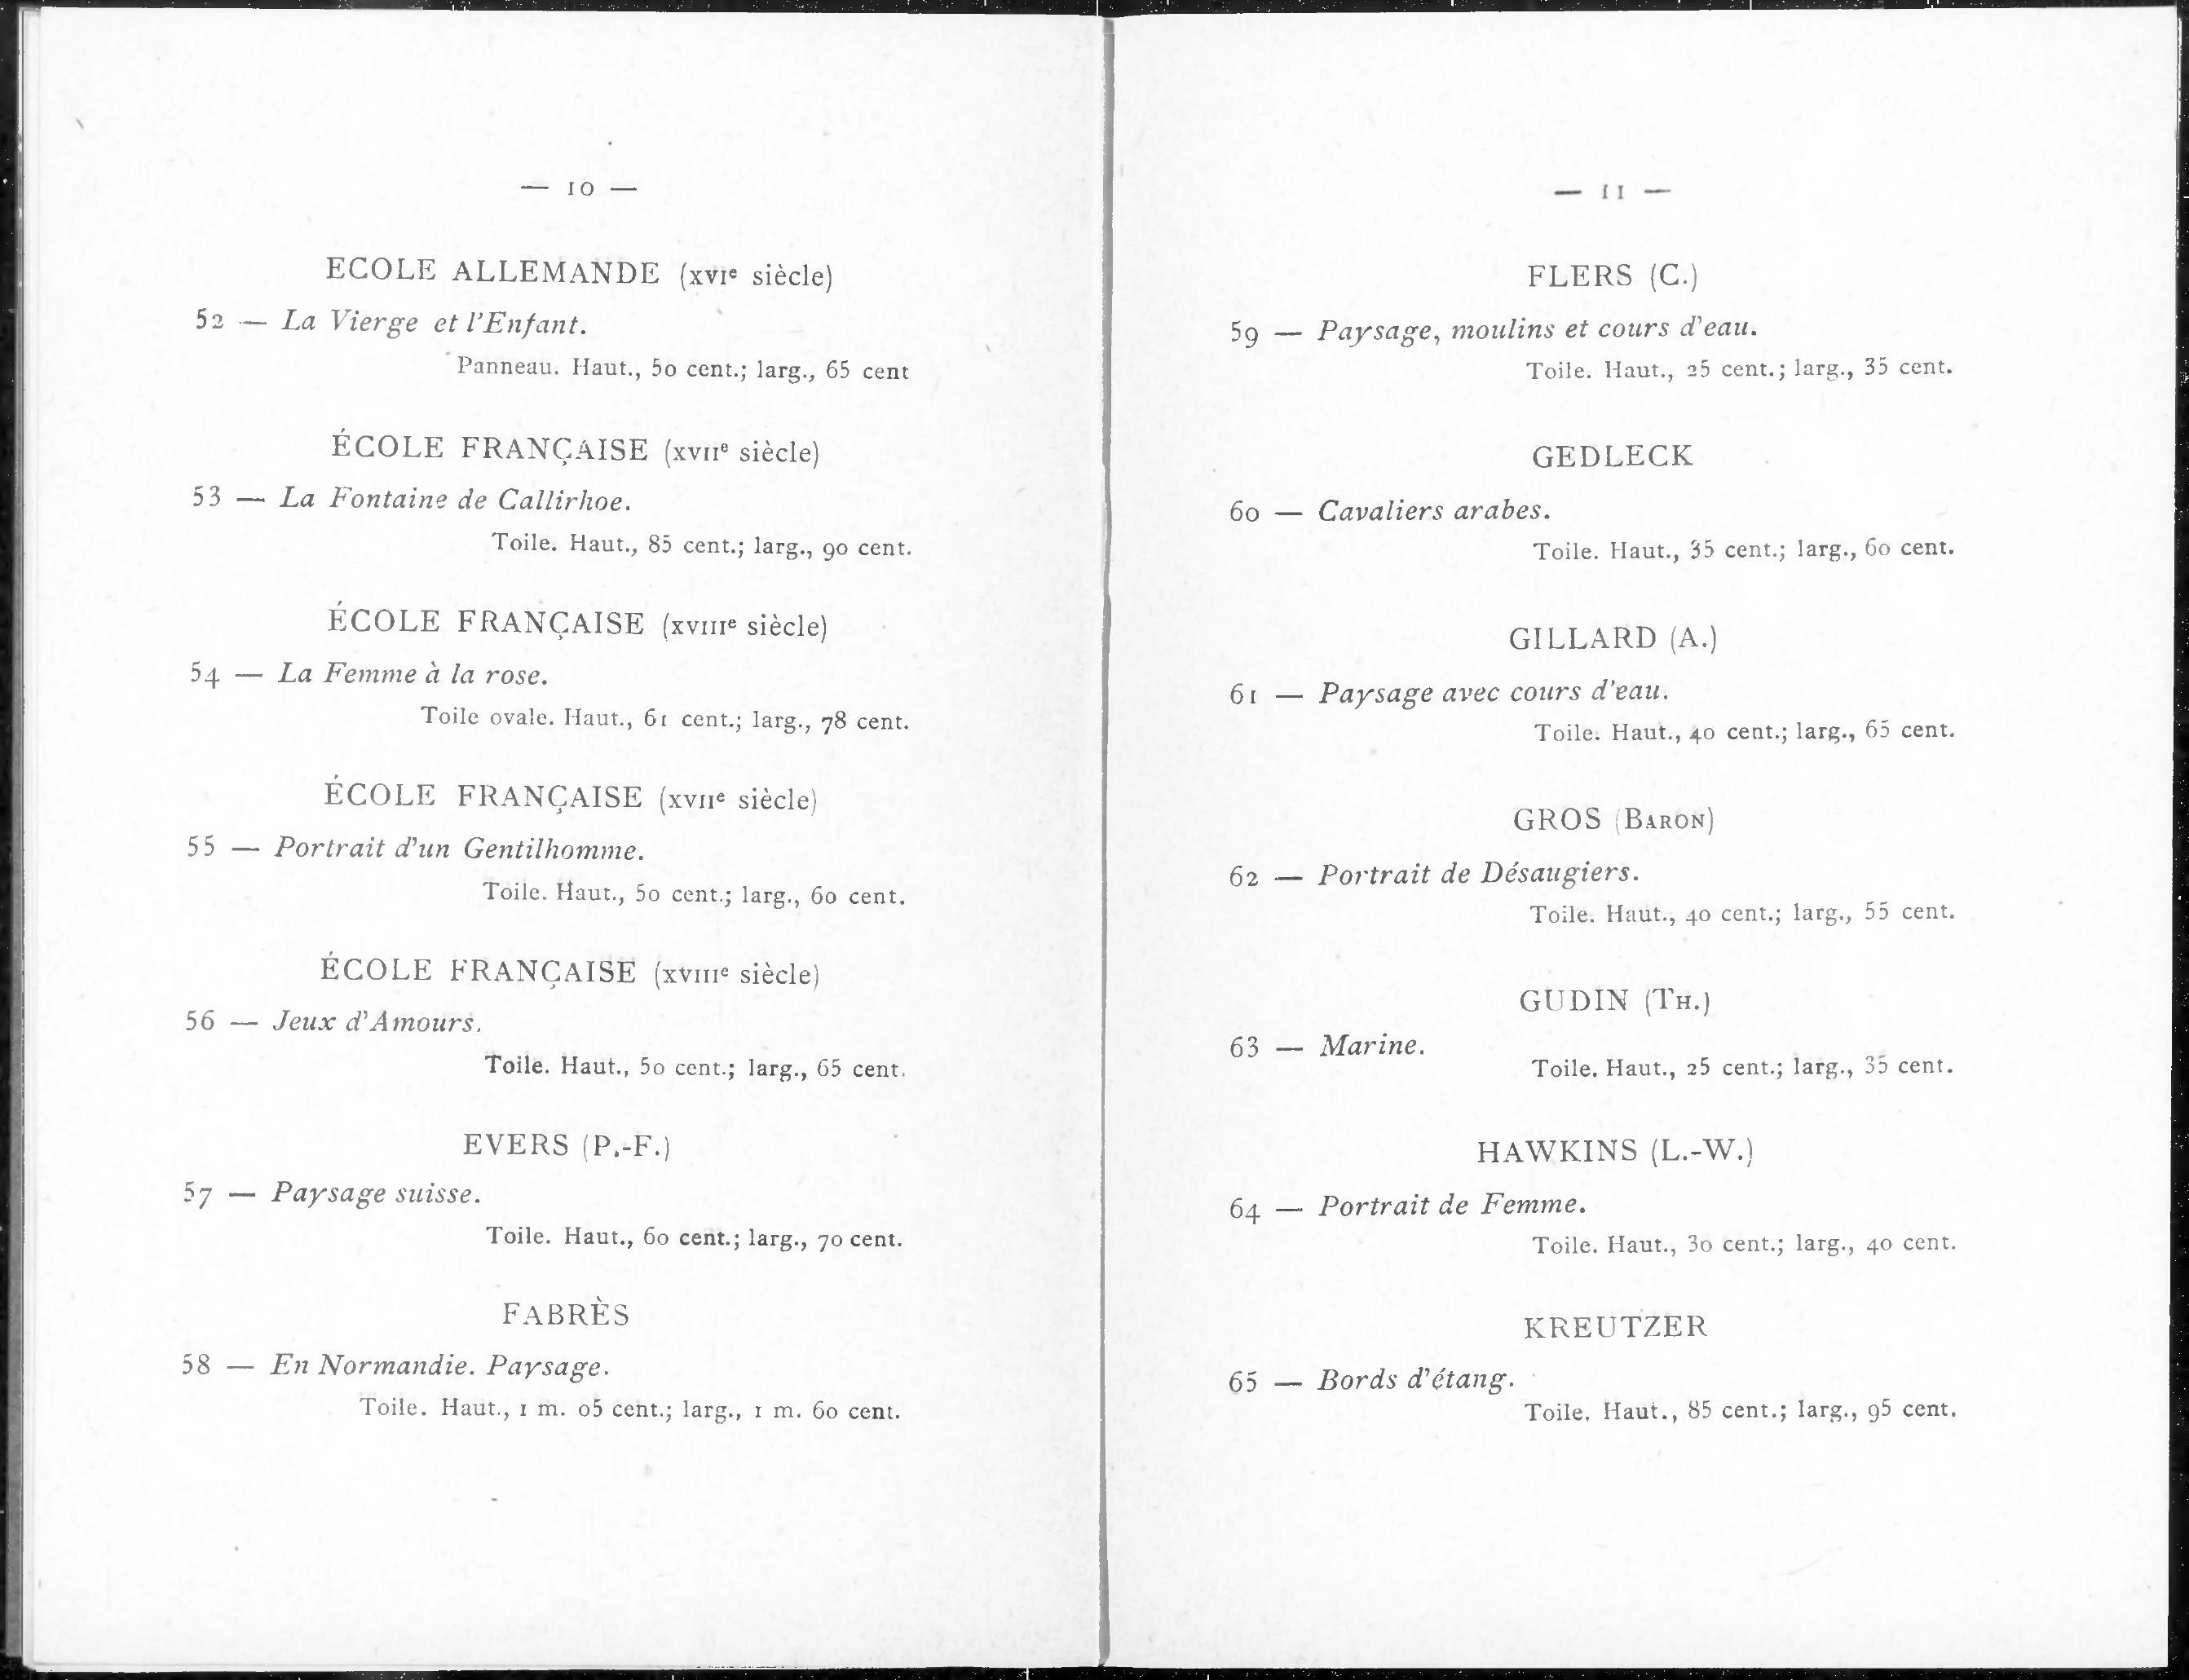 — 10 —
ECOLE ALLEMANDE (XVIe siècle)
52 — La Vierge et l'Enfant.
Panneau. Haut., 50 cent.; larg., 65 cent
ÉCOLE FRANÇAISE (XVIIe siècle)
53 — La Fontaine de Callirhoe.
Toile. Haut., 85 cent.; larg., 90 cent.
ÉCOLE FRANÇAISE (XVIIIe siècle)
54 — La Femme à la rose.
Toile ovale. Haut., 61 cent.; larg., 78 cent.
ÉCOLE FRANÇAISE (XVIIe siècle)
55 — Portrait d'un Gentilhomme.
Toile. Haut., 50 cent.; larg., 60 cent.
ÉCOLE FRANÇAISE (XVIIIe siècle)
56 — Jeux d'Amours.
Toile. Haut., 50 cent.; larg., 65 cent.
EVERS (P.-F.)
57 — Paysage suisse.
Toile. Haut., 60 cent.; larg., 70 cent.
FABRÈS
58 — En Normandie. Paysage.
Toile. Haut., 1 m. 05 cent.; larg., 1 m. 60 cent.
— 11 —
FLERS (C.)
59 — Paysage, moulins et cours d'eau.
Toile. Haut., 25 cent.; larg., 35 cent.
GEDLECK
60 — Cavaliers arabes.
Toile. Haut., 35 cent.; larg., 60 cent.
GILLARD (A.)
61 — Paysage avec cours d'eau.
Toile. Haut., 40 cent.; larg., 65 cent.
GROS (BARON)
62 — Portrait de Désaugiers.
Toile. Haut., 40 cent.; larg., 55 cent.
GUDIN (TH.)
63 — Marine.
Toile. Haut., 25 cent.; larg., 35 cent.
HAWKINS (L.-W.)
64 — Portrait de Femme.
Toile. Haut., 30 cent.; larg., 40 cent.
KREUTZER
65 — Bords d'étang.
Toile. Haut., 85 cent.; larg., 95 cent.